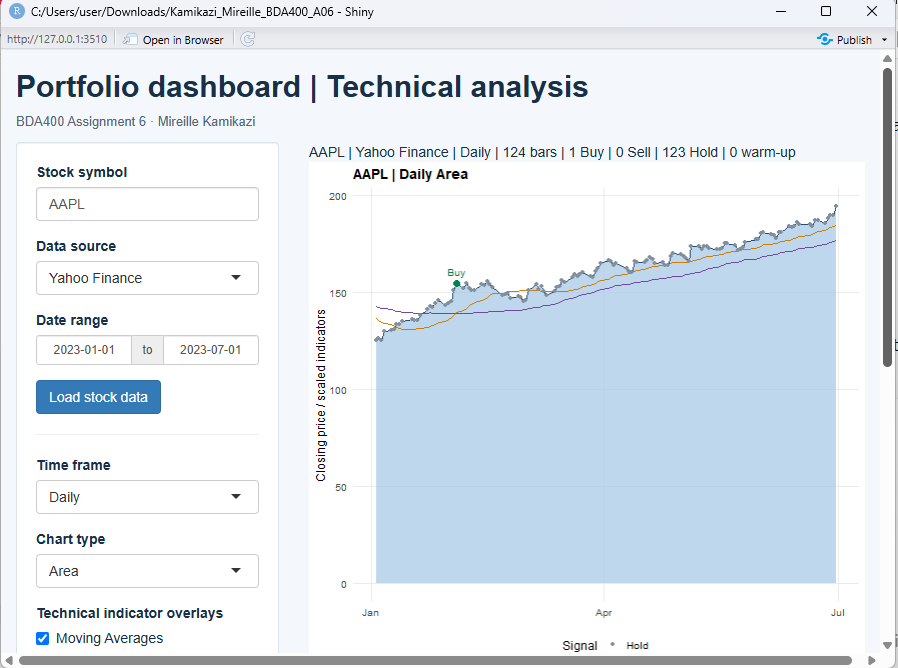 C:/Users/user/Downloads/Kamikazi_Mireille_BDA400_A06 - Shiny
http://127.0.0.1:3510
Open in Browser
Publish
Portfolio dashboard | Technical analysis
BDA400 Assignment 6 · Mireille Kamikazi
Stock symbol
AAPL
Data source
Yahoo Finance
Date range
2023-01-01 to 2023-07-01
Load stock data
Time frame
Daily
Chart type
Area
Technical indicator overlays
Moving Averages
AAPL | Yahoo Finance | Daily | 124 bars | 1 Buy | 0 Sell | 123 Hold | 0 warm-up
AAPL | Daily Area
Closing price / scaled indicators
200
150
100
50
0
Buy
Jan Apr Jul
Signal Hold